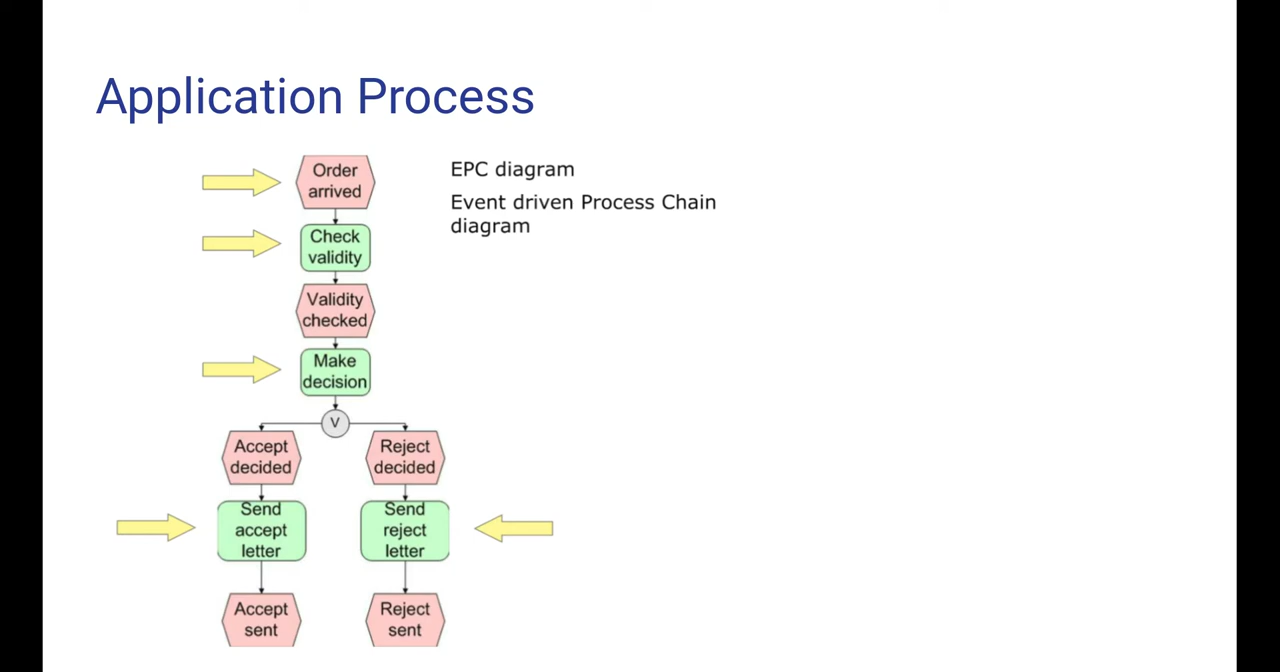 Application Process
EPC diagram
Event driven Process Chain
diagram
Order
arrived
Check
validity
Validity
checked
Make
decision
V
Accept
decided
Reject
decided
Send
accept
letter
Send
reject
letter
Accept
sent
Reject
sent